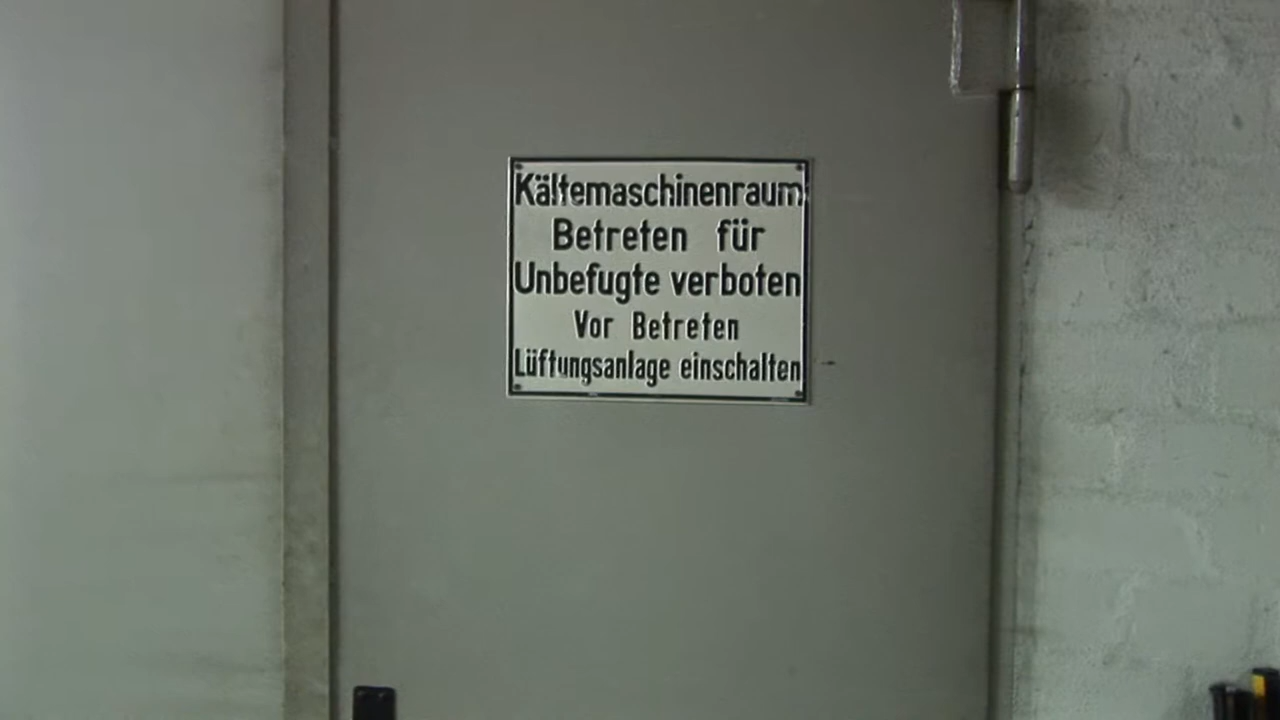 Kältemaschinenraum
Betreten für
Unbefugte verboten
Vor Betreten
Lüftungsanlage einschalten